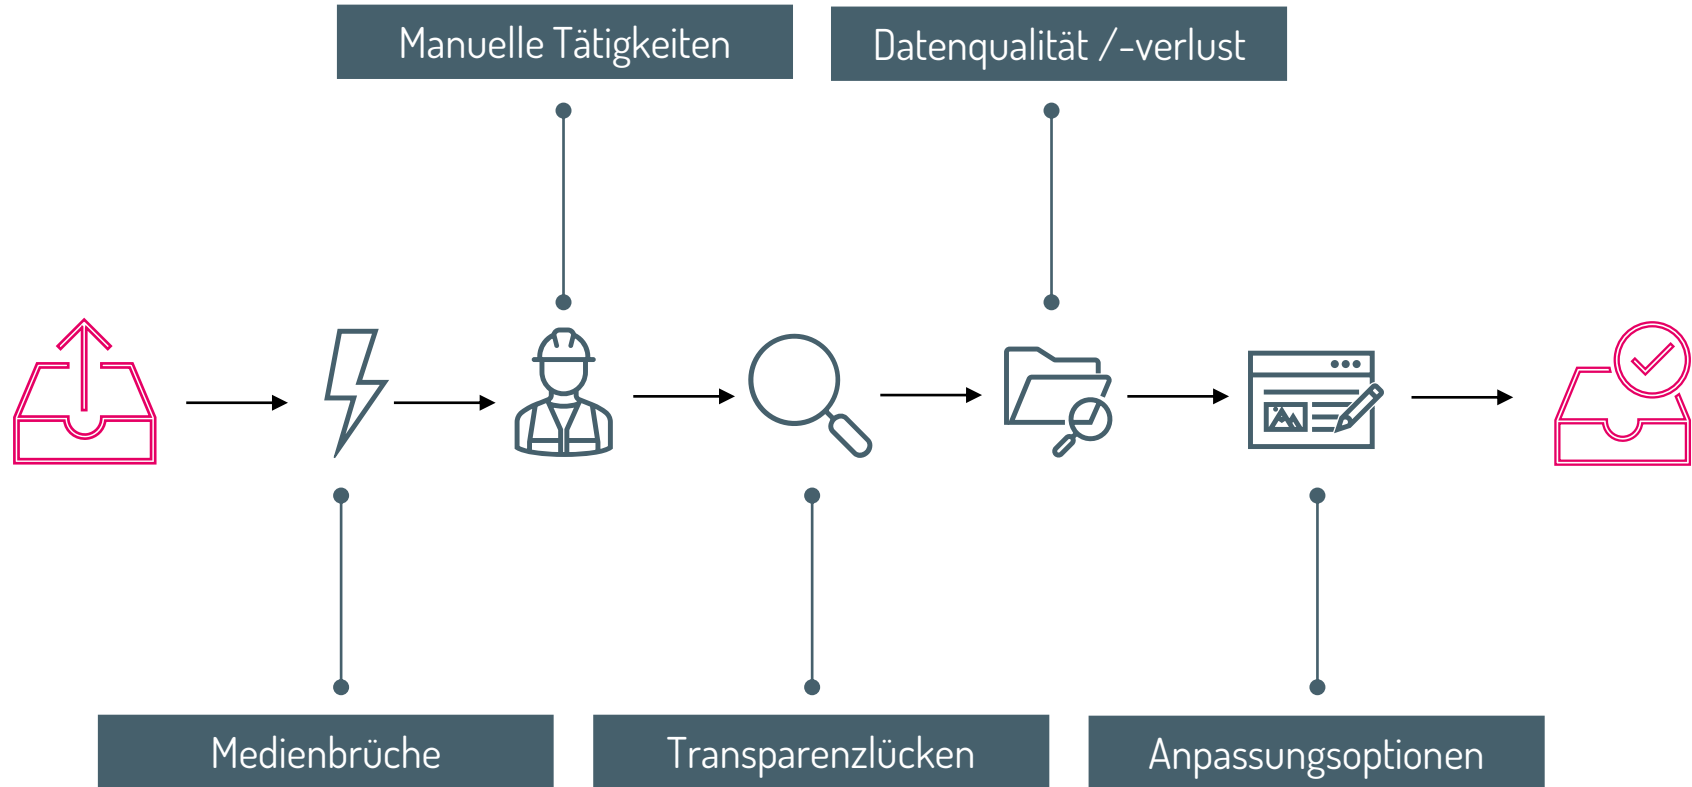 Manuelle Tätigkeiten
Datenqualität /-verlust
Medienbrüche
Transparenzlücken
Anpassungsoptionen